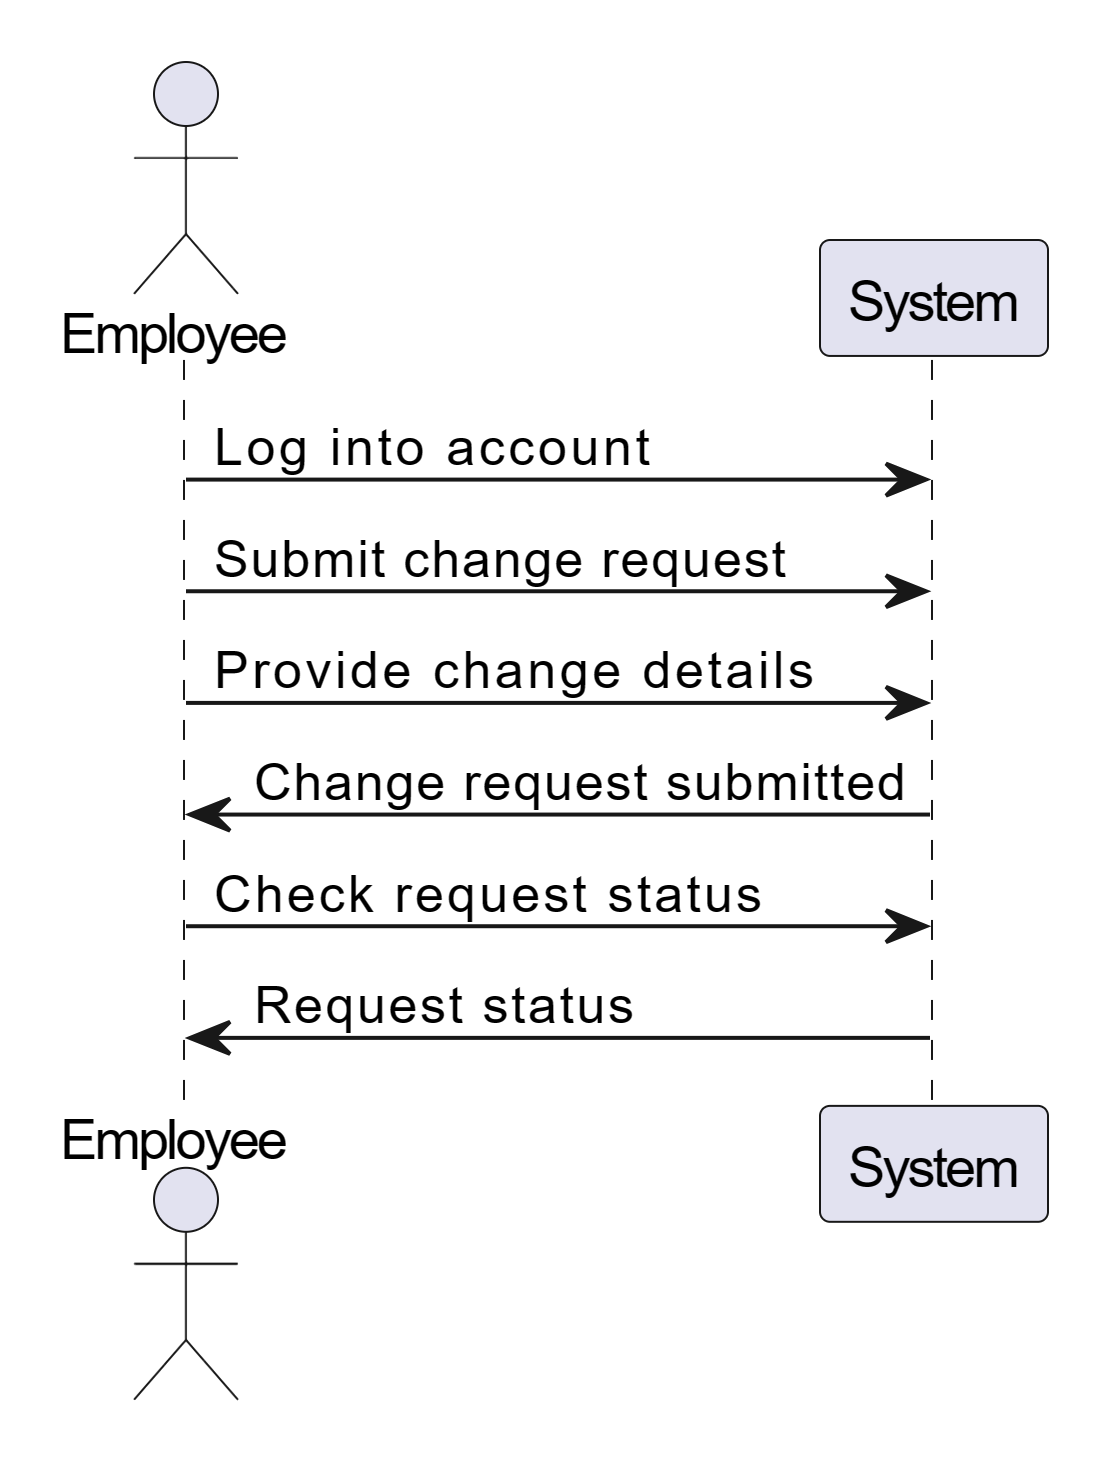 Employee
System
Log into account
Submit change request
Provide change details
Change request submitted
Check request status
Request status
Employee
System